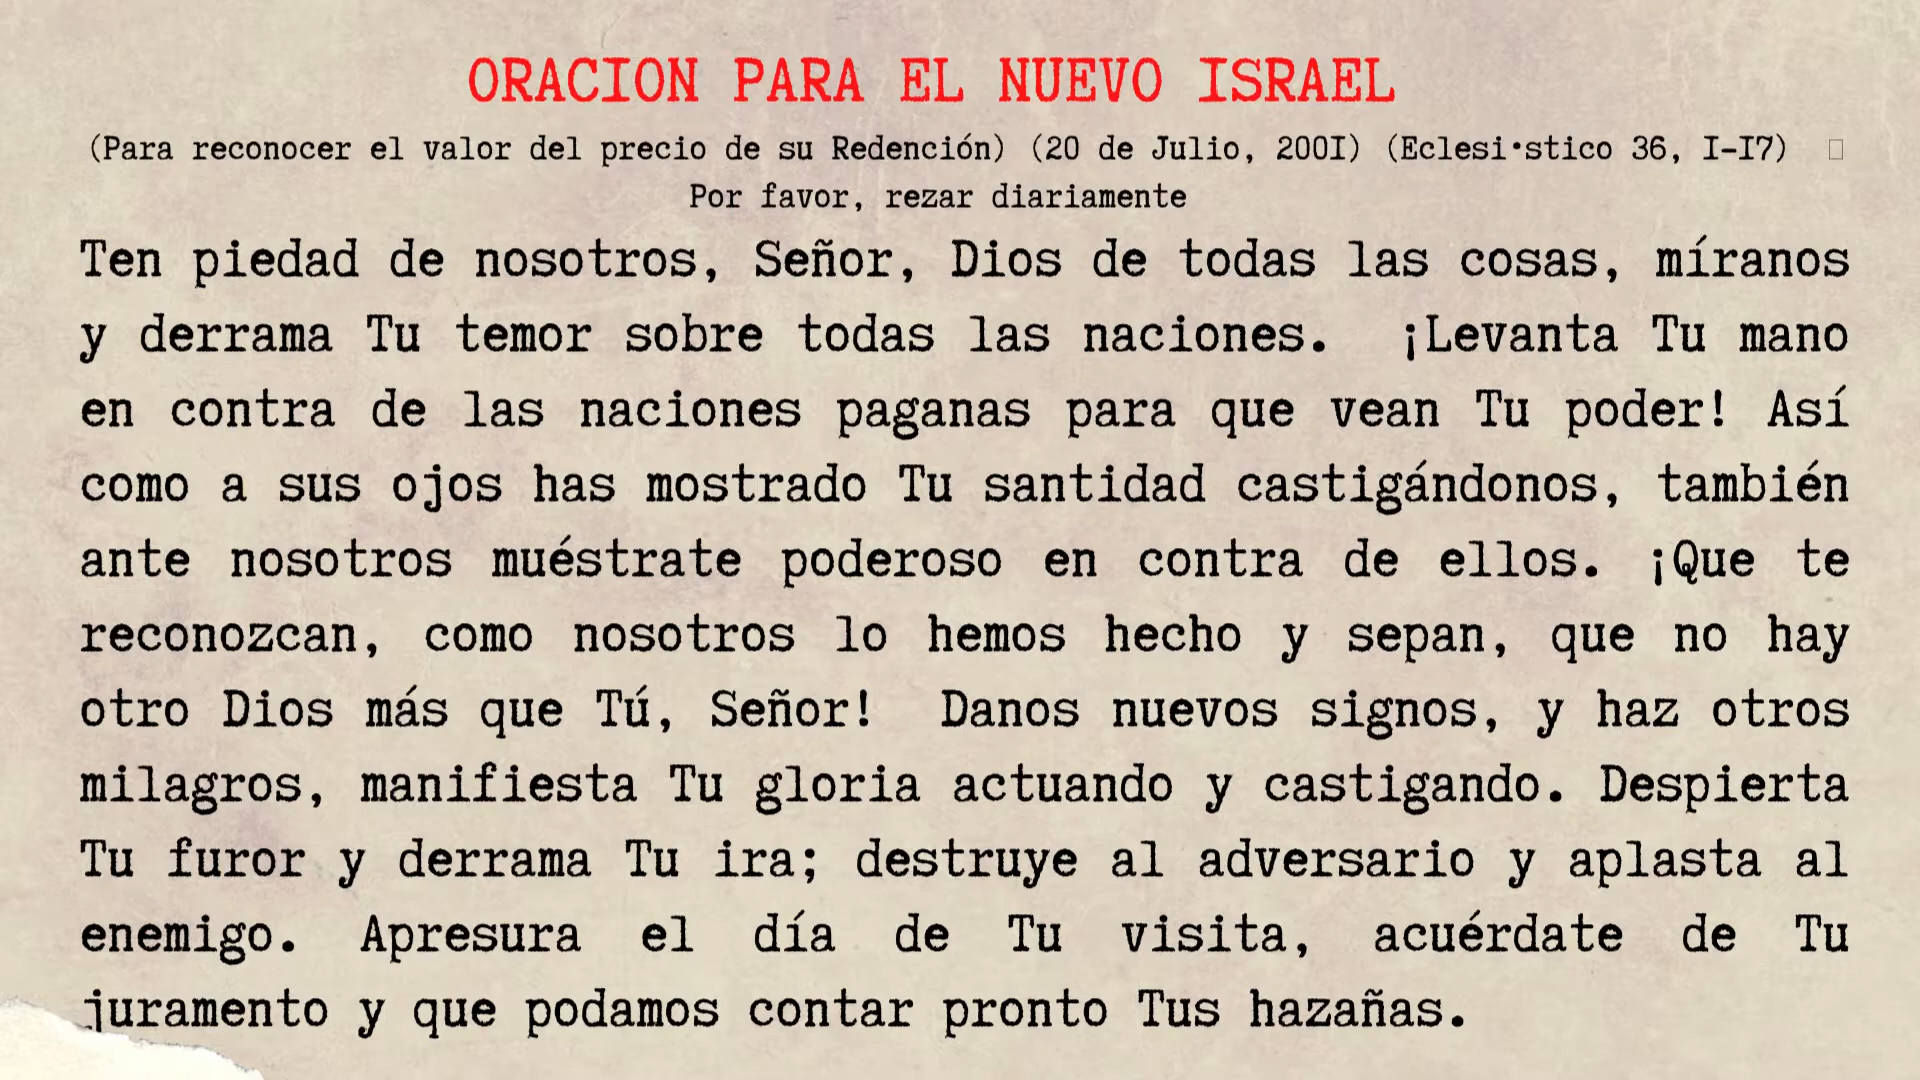 ORACION PARA EL NUEVO ISRAEL
(Para reconocer el valor del precio de su Redención) (20 de Julio, 200I) (Eclesi•stico 36, I-I7) □
Por favor, rezar diariamente
Ten piedad de nosotros, Señor, Dios de todas las cosas, míranos
y derrama Tu temor sobre todas las naciones. ¡Levanta Tu mano
en contra de las naciones paganas para que vean Tu poder! Así
como a sus ojos has mostrado Tu santidad castigándonos, también
ante nosotros muéstrate poderoso en contra de ellos. ¡Que te
reconozcan, como nosotros lo hemos hecho y sepan, que no hay
otro Dios más que Tú, Señor! Danos nuevos signos, y haz otros
milagros, manifiesta Tu gloria actuando y castigando. Despierta
Tu furor y derrama Tu ira; destruye al adversario y aplasta al
enemigo. Apresura el día de Tu visita, acuérdate de Tu
juramento y que podamos contar pronto Tus hazañas.